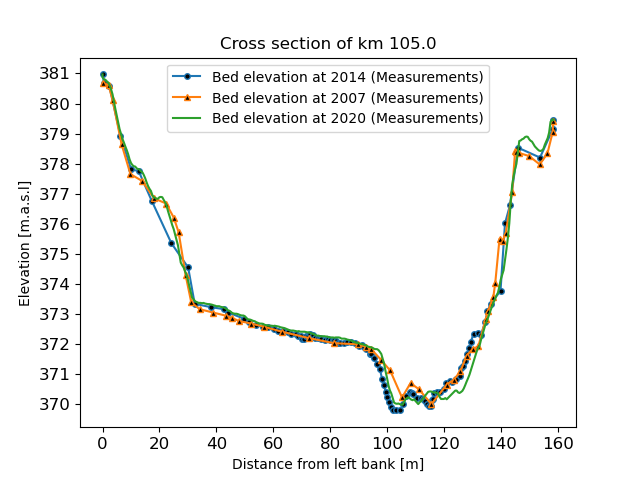 Cross section of km 105.0
Bed elevation at 2014 (Measurements)
Bed elevation at 2007 (Measurements)
Bed elevation at 2020 (Measurements)
Elevation [m.a.s.l]
381
380
379
378
377
376
375
374
373
372
371
370
0 20 40 60 80 100 120 140 160
Distance from left bank [m]